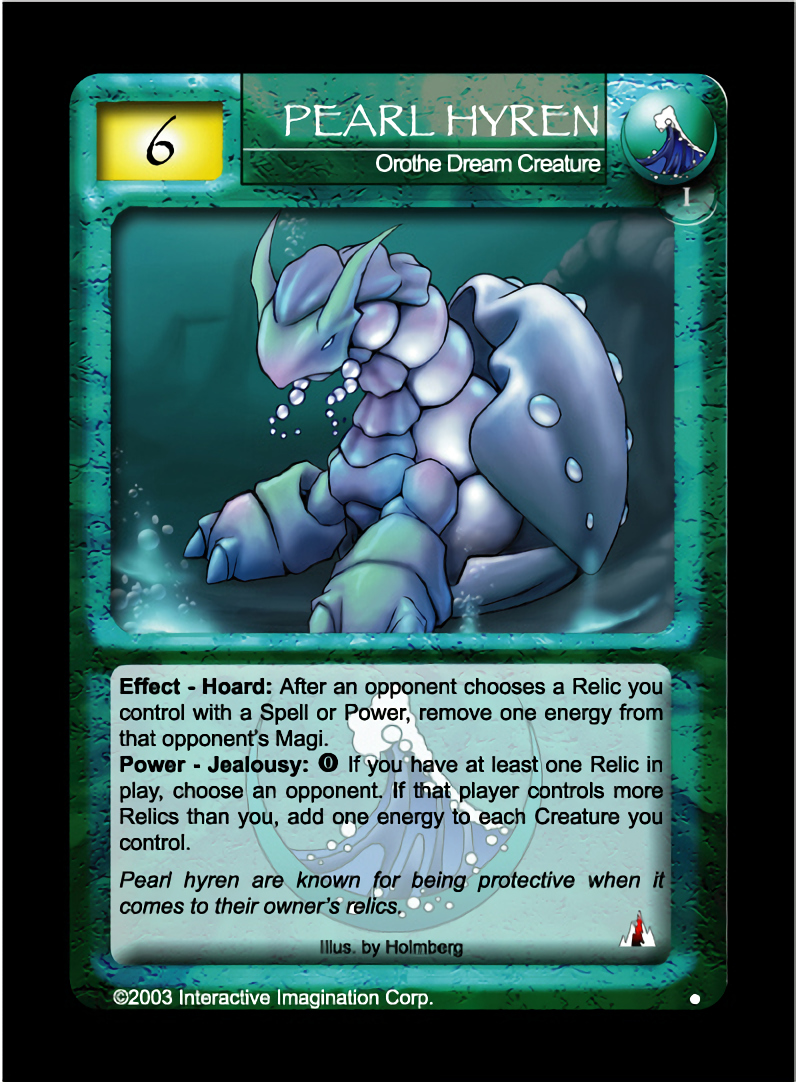 6
PEARL HYREN
Orothe Dream Creature
I
Effect - Hoard: After an opponent chooses a Relic you
control with a Spell or Power, remove one energy from
that opponent's Magi.
Power - Jealousy: 0 If you have at least one Relic in
play, choose an opponent. If that player controls more
Relics than you, add one energy to each Creature you
control.
Pearl hyren are known for being protective when it
comes to their owner's relics.
Illus. by Holmberg
©2003 Interactive Imagination Corp.